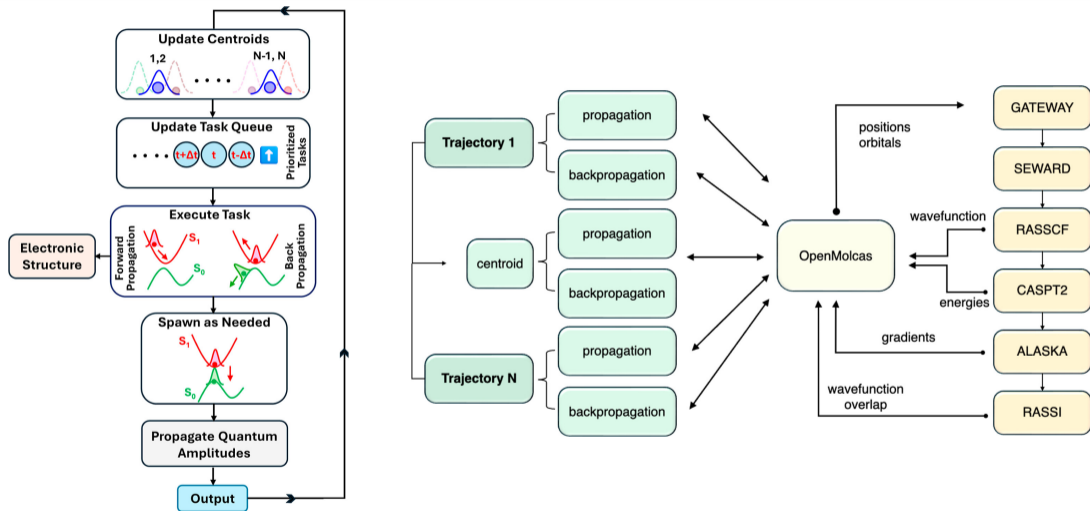 Update Centroids
1,2
N-1, N
Update Task Queue
t+Δt
t
t-Δt
Prioritized
Tasks
Execute Task
Forward
Propagation
S1
S0
Back
Propagation
Electronic
Structure
Spawn as Needed
S1
S0
Propagate Quantum
Amplitudes
Output
Trajectory 1
propagation
backpropagation
centroid
propagation
backpropagation
Trajectory N
propagation
backpropagation
OpenMolcas
positions
orbitals
wavefunction
energies
gradients
wavefunction
overlap
GATEWAY
SEWARD
RASSCF
CASPT2
ALASKA
RASSI